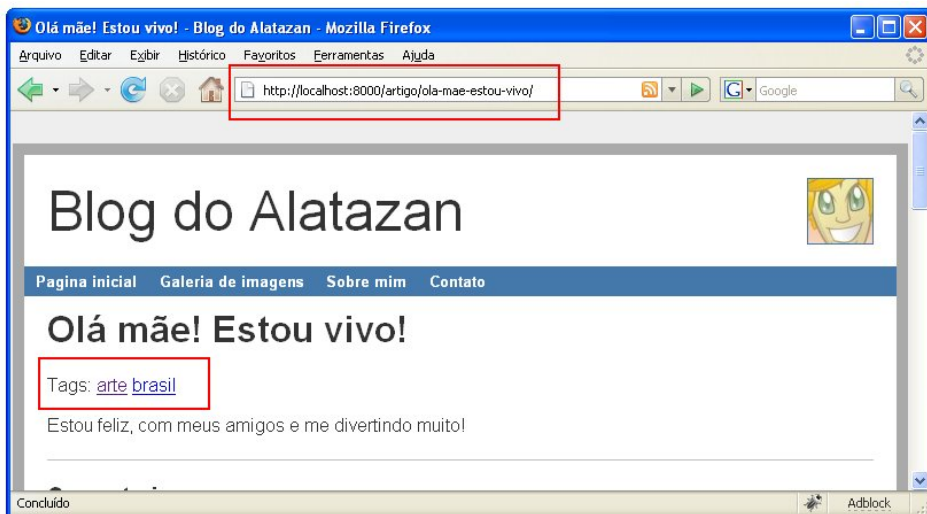 Olá mãe! Estou vivo! - Blog do Alatazan - Mozilla Firefox
Arquivo Editar Exibir Histórico Favoritos Ferramentas Ajuda
http://localhost:8000/artigo/ola-mae-estou-vivo/
G Google
Blog do Alatazan
Pagina inicial Galeria de imagens Sobre mim Contato
Olá mãe! Estou vivo!
Tags: arte brasil
Estou feliz, com meus amigos e me divertindo muito!
Concluído Adblock